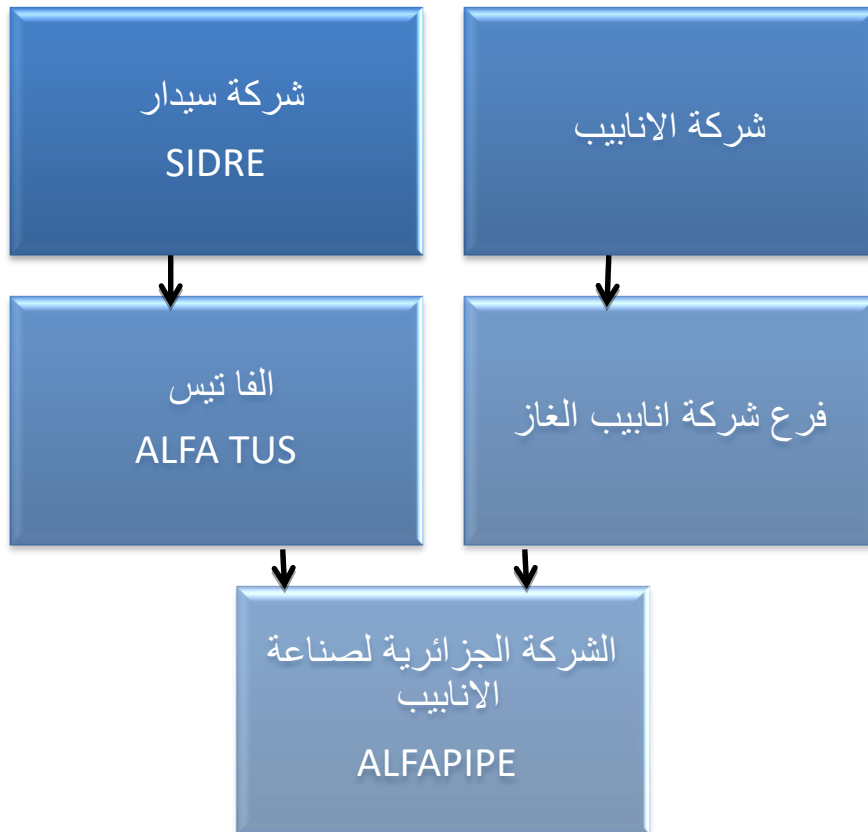 شركة سيدار
SIDRE
شركة الانابيب
الفا تيس
ALFA TUS
فرع شركة انابيب الغاز
الشركة الجزائرية لصناعة
الانابيب
ALFAPIPE